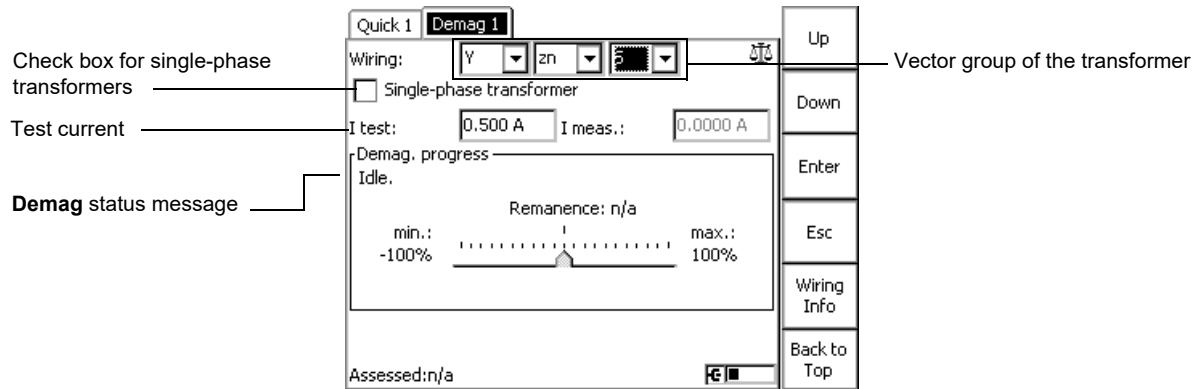 Quick 1 Demag 1
Wiring: Y zn
Single-phase transformer
I test: 0.500 A I meas.: 0.0000 A
Demag. progress
Idle.
Remanence: n/a
min.: max.:
-100% 100%
Assessed:n/a
Up
Down
Enter
Esc
Wiring
Info
Back to
Top
Check box for single-phase
transformers
Test current
Demag status message
Vector group of the transformer